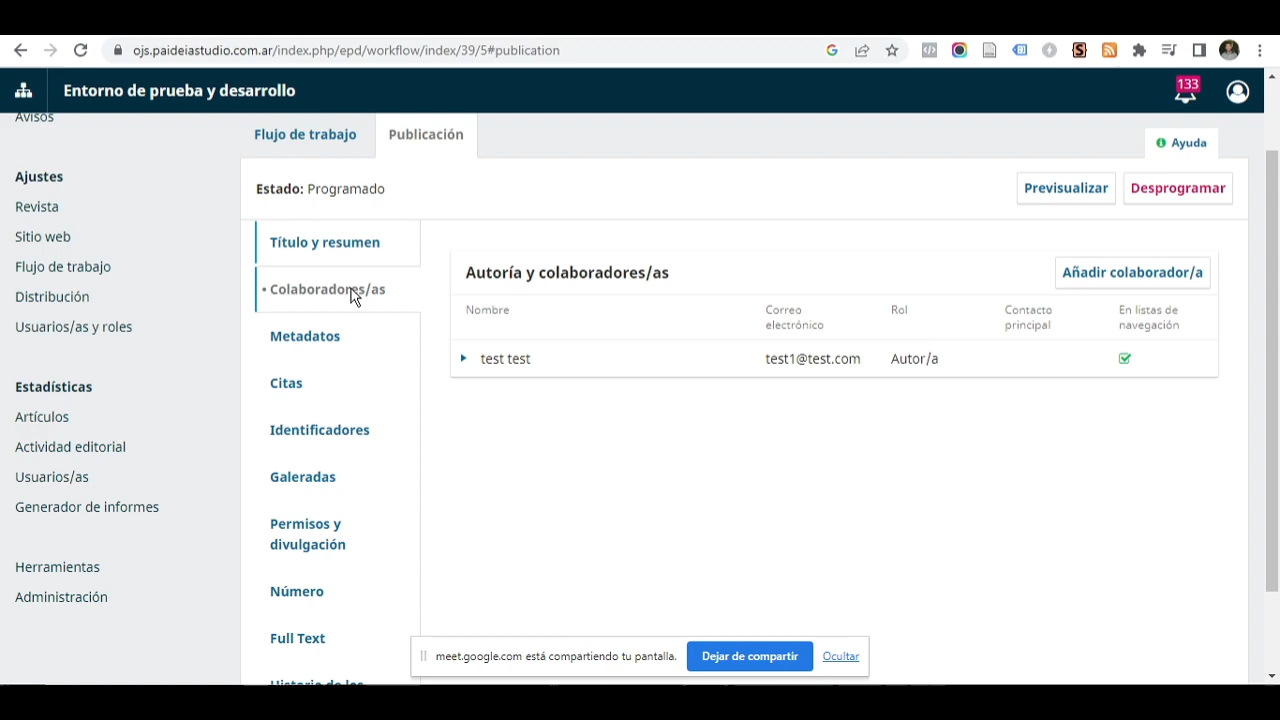 ojs.paideiastudio.com.ar/index.php/epd/workflow/index/39/5#publication
Entorno de prueba y desarrollo
133
Avisos
Ajustes
Revista
Sitio web
Flujo de trabajo
Distribución
Usuarios/as y roles
Estadísticas
Artículos
Actividad editorial
Usuarios/as
Generador de informes
Herramientas
Administración
Flujo de trabajo
Publicación
Ayuda
Estado: Programado
Previsualizar
Desprogramar
Título y resumen
• Colaboradores/as
Metadatos
Citas
Identificadores
Galeradas
Permisos y
divulgación
Número
Full Text
Historia de los
Autoría y colaboradores/as
Añadir colaborador/a
Nombre
Correo
electrónico
Rol
Contacto
principal
En listas de
navegación
test test
test1@test.com
Autor/a
meet.google.com está compartiendo tu pantalla.
Dejar de compartir
Ocultar